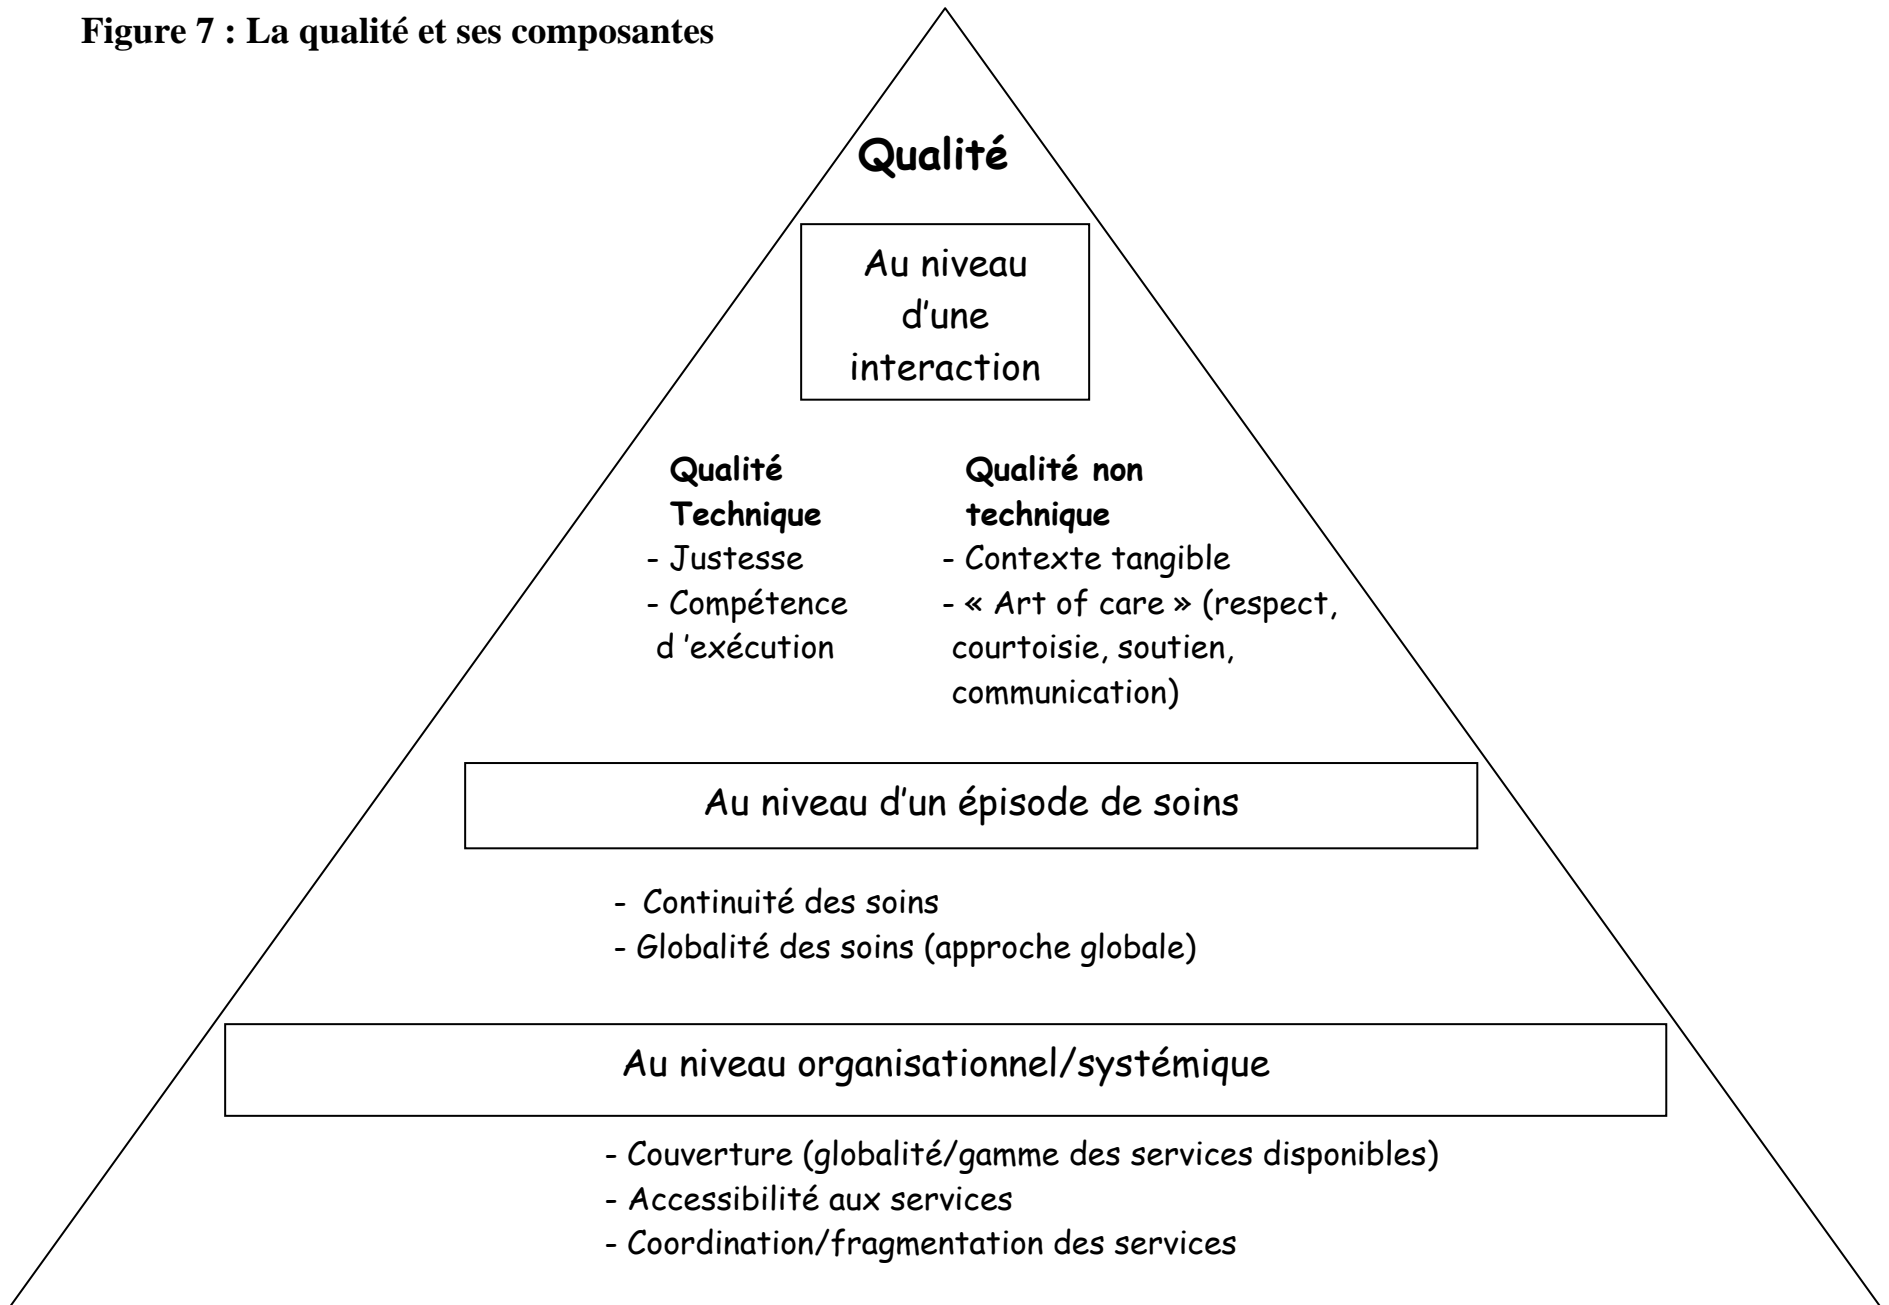 Figure 7 : La qualité et ses composantes
Qualité
Au niveau
d'une
interaction
Qualité
Technique
- Justesse
- Compétence
d 'exécution
Qualité non
technique
- Contexte tangible
- « Art of care » (respect,
courtoisie, soutien,
communication)
Au niveau d'un épisode de soins
- Continuité des soins
- Globalité des soins (approche globale)
Au niveau organisationnel/systémique
- Couverture (globalité/gamme des services disponibles)
- Accessibilité aux services
- Coordination/fragmentation des services